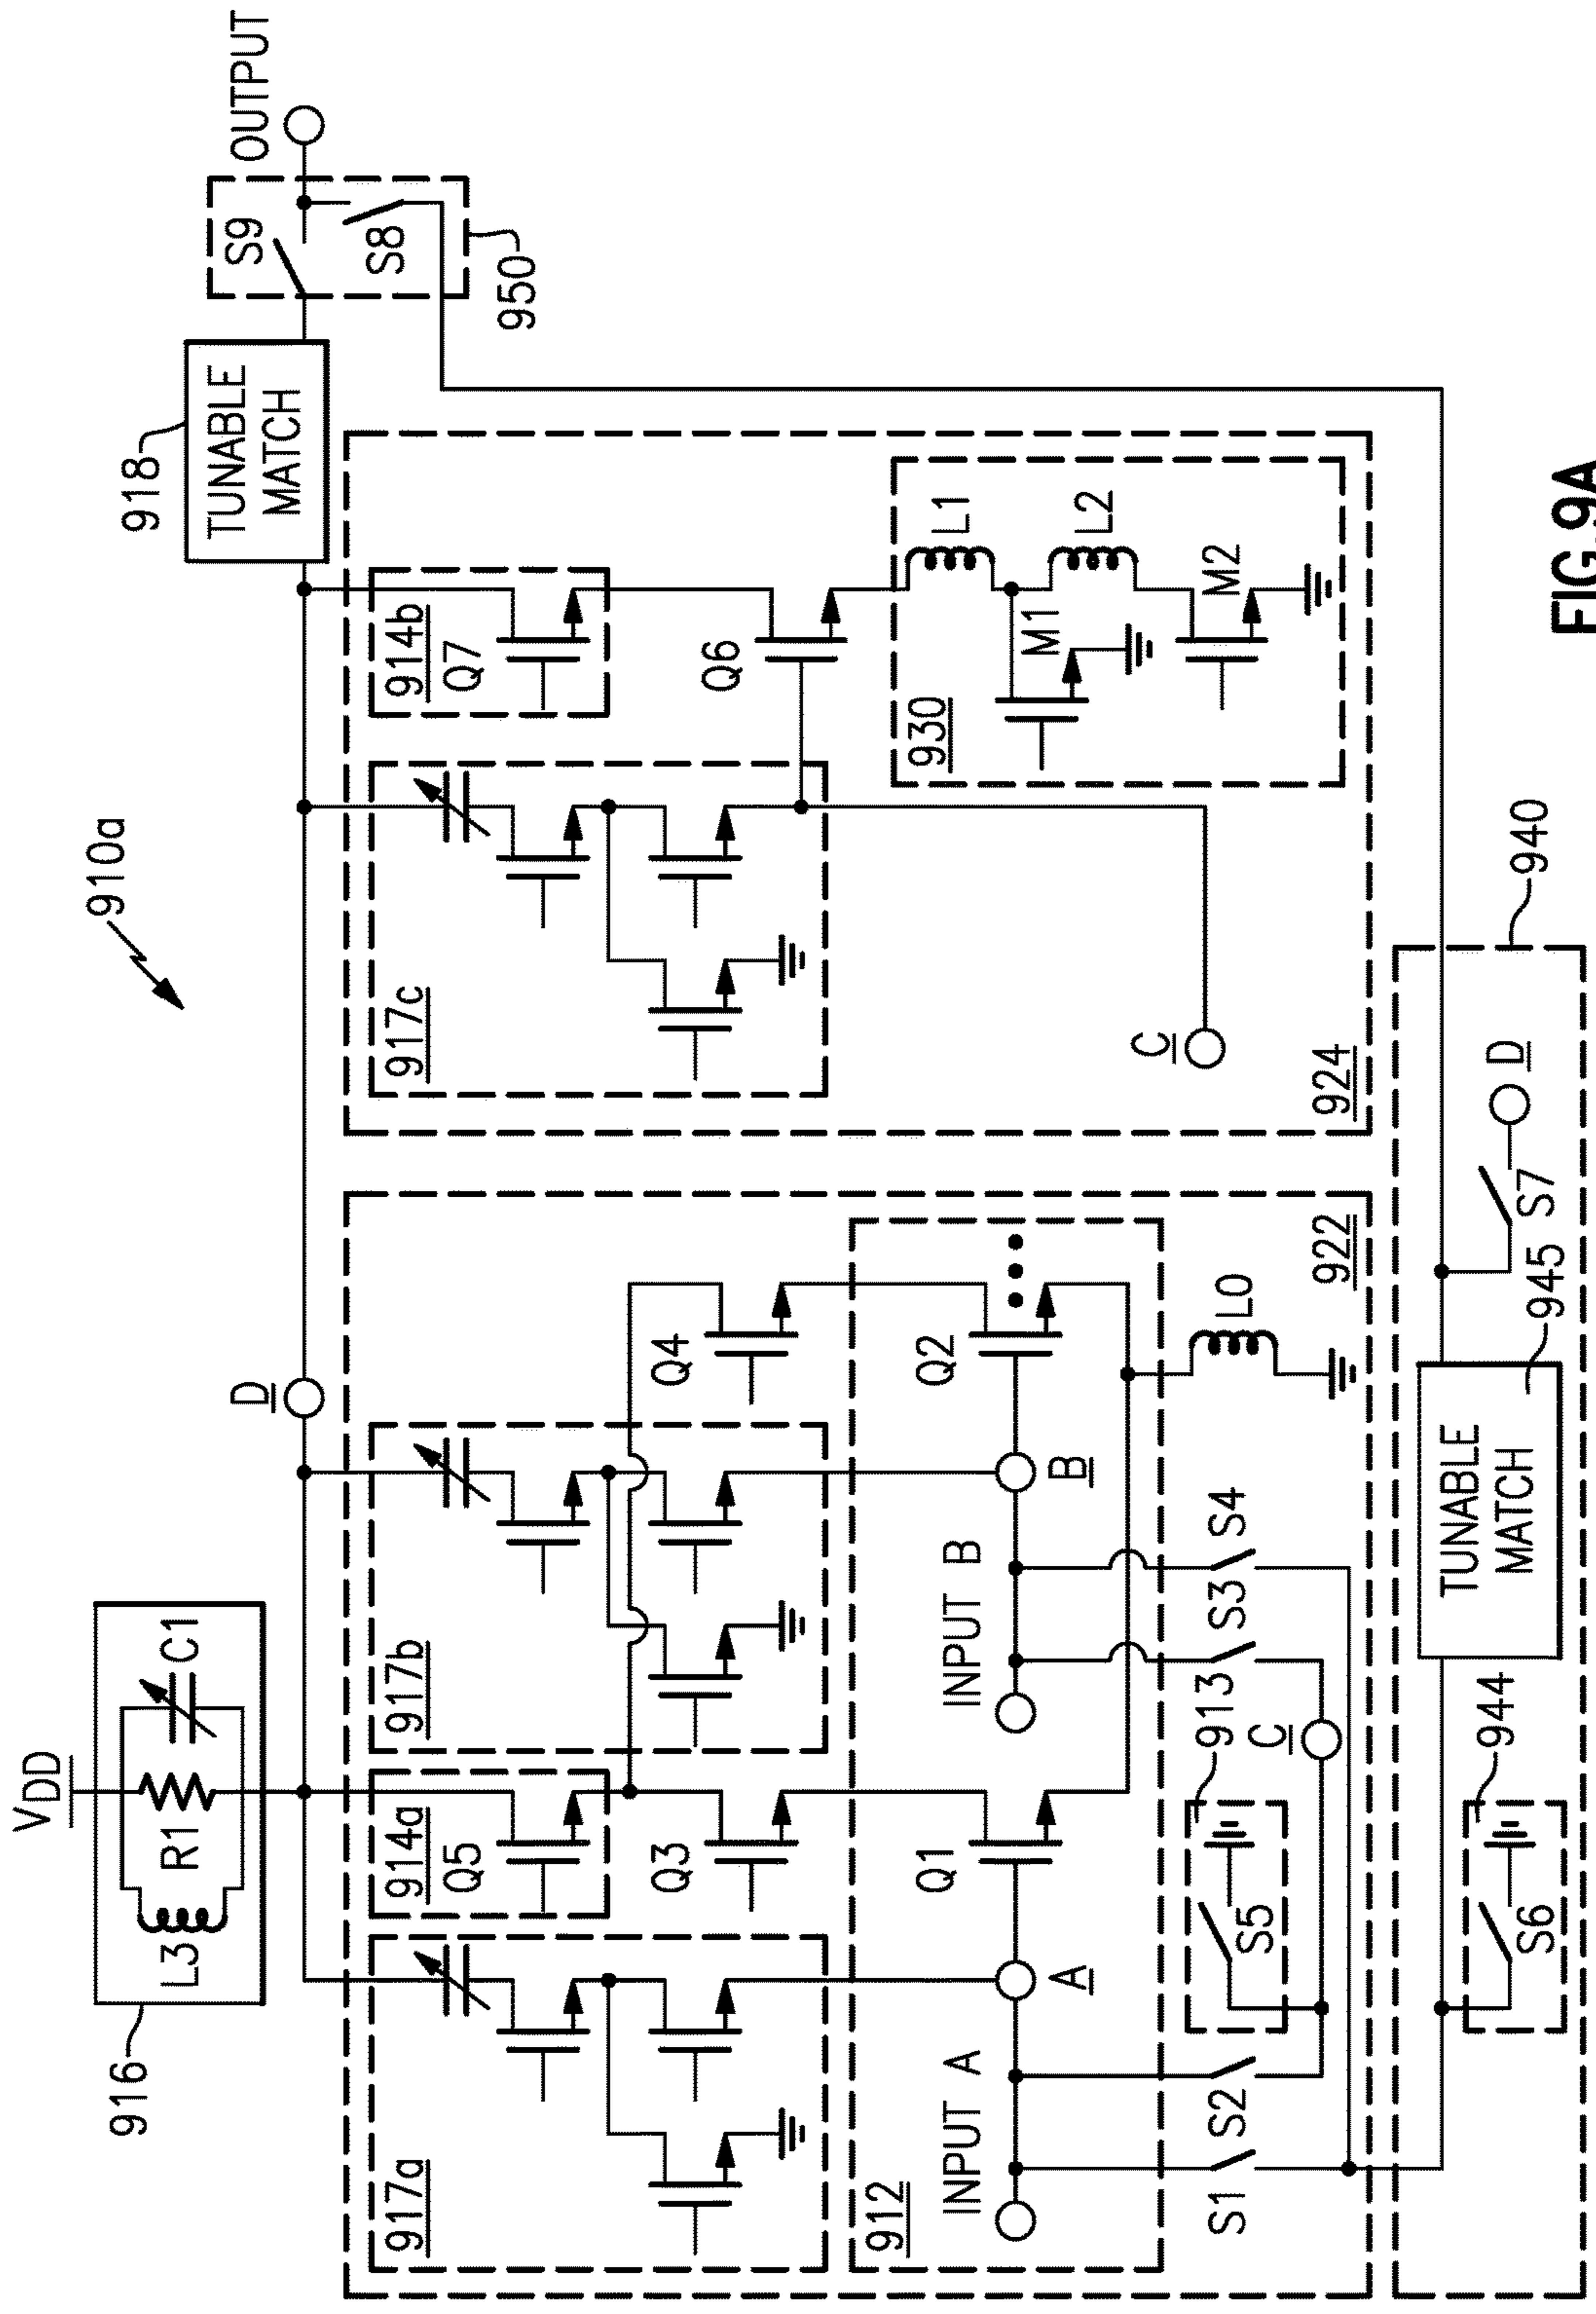 910a
VDD
916
L3
R1
C1
D
918
TUNABLE
MATCH
OUTPUT
S9
S8
950
917a
914a
Q5
917b
Q3
Q4
917c
914b
Q7
Q6
912
INPUT A
A
Q1
INPUT B
B
Q2
L0
C
930
M1
L1
L2
M2
S1
S2
S5
913
C
S3
S4
922
924
940
S6
944
TUNABLE
MATCH
945
S7
D
FIG.9A